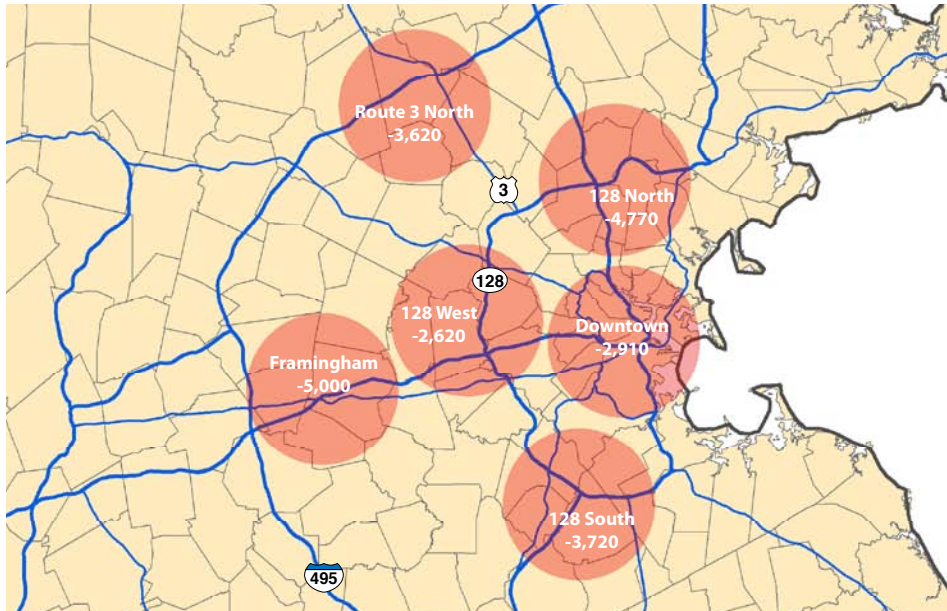 Route 3 North
-3,620
3
128 North
-4,770
128
128 West
-2,620
Downtown
-2,910
Framingham
-5,000
128 South
-3,720
495